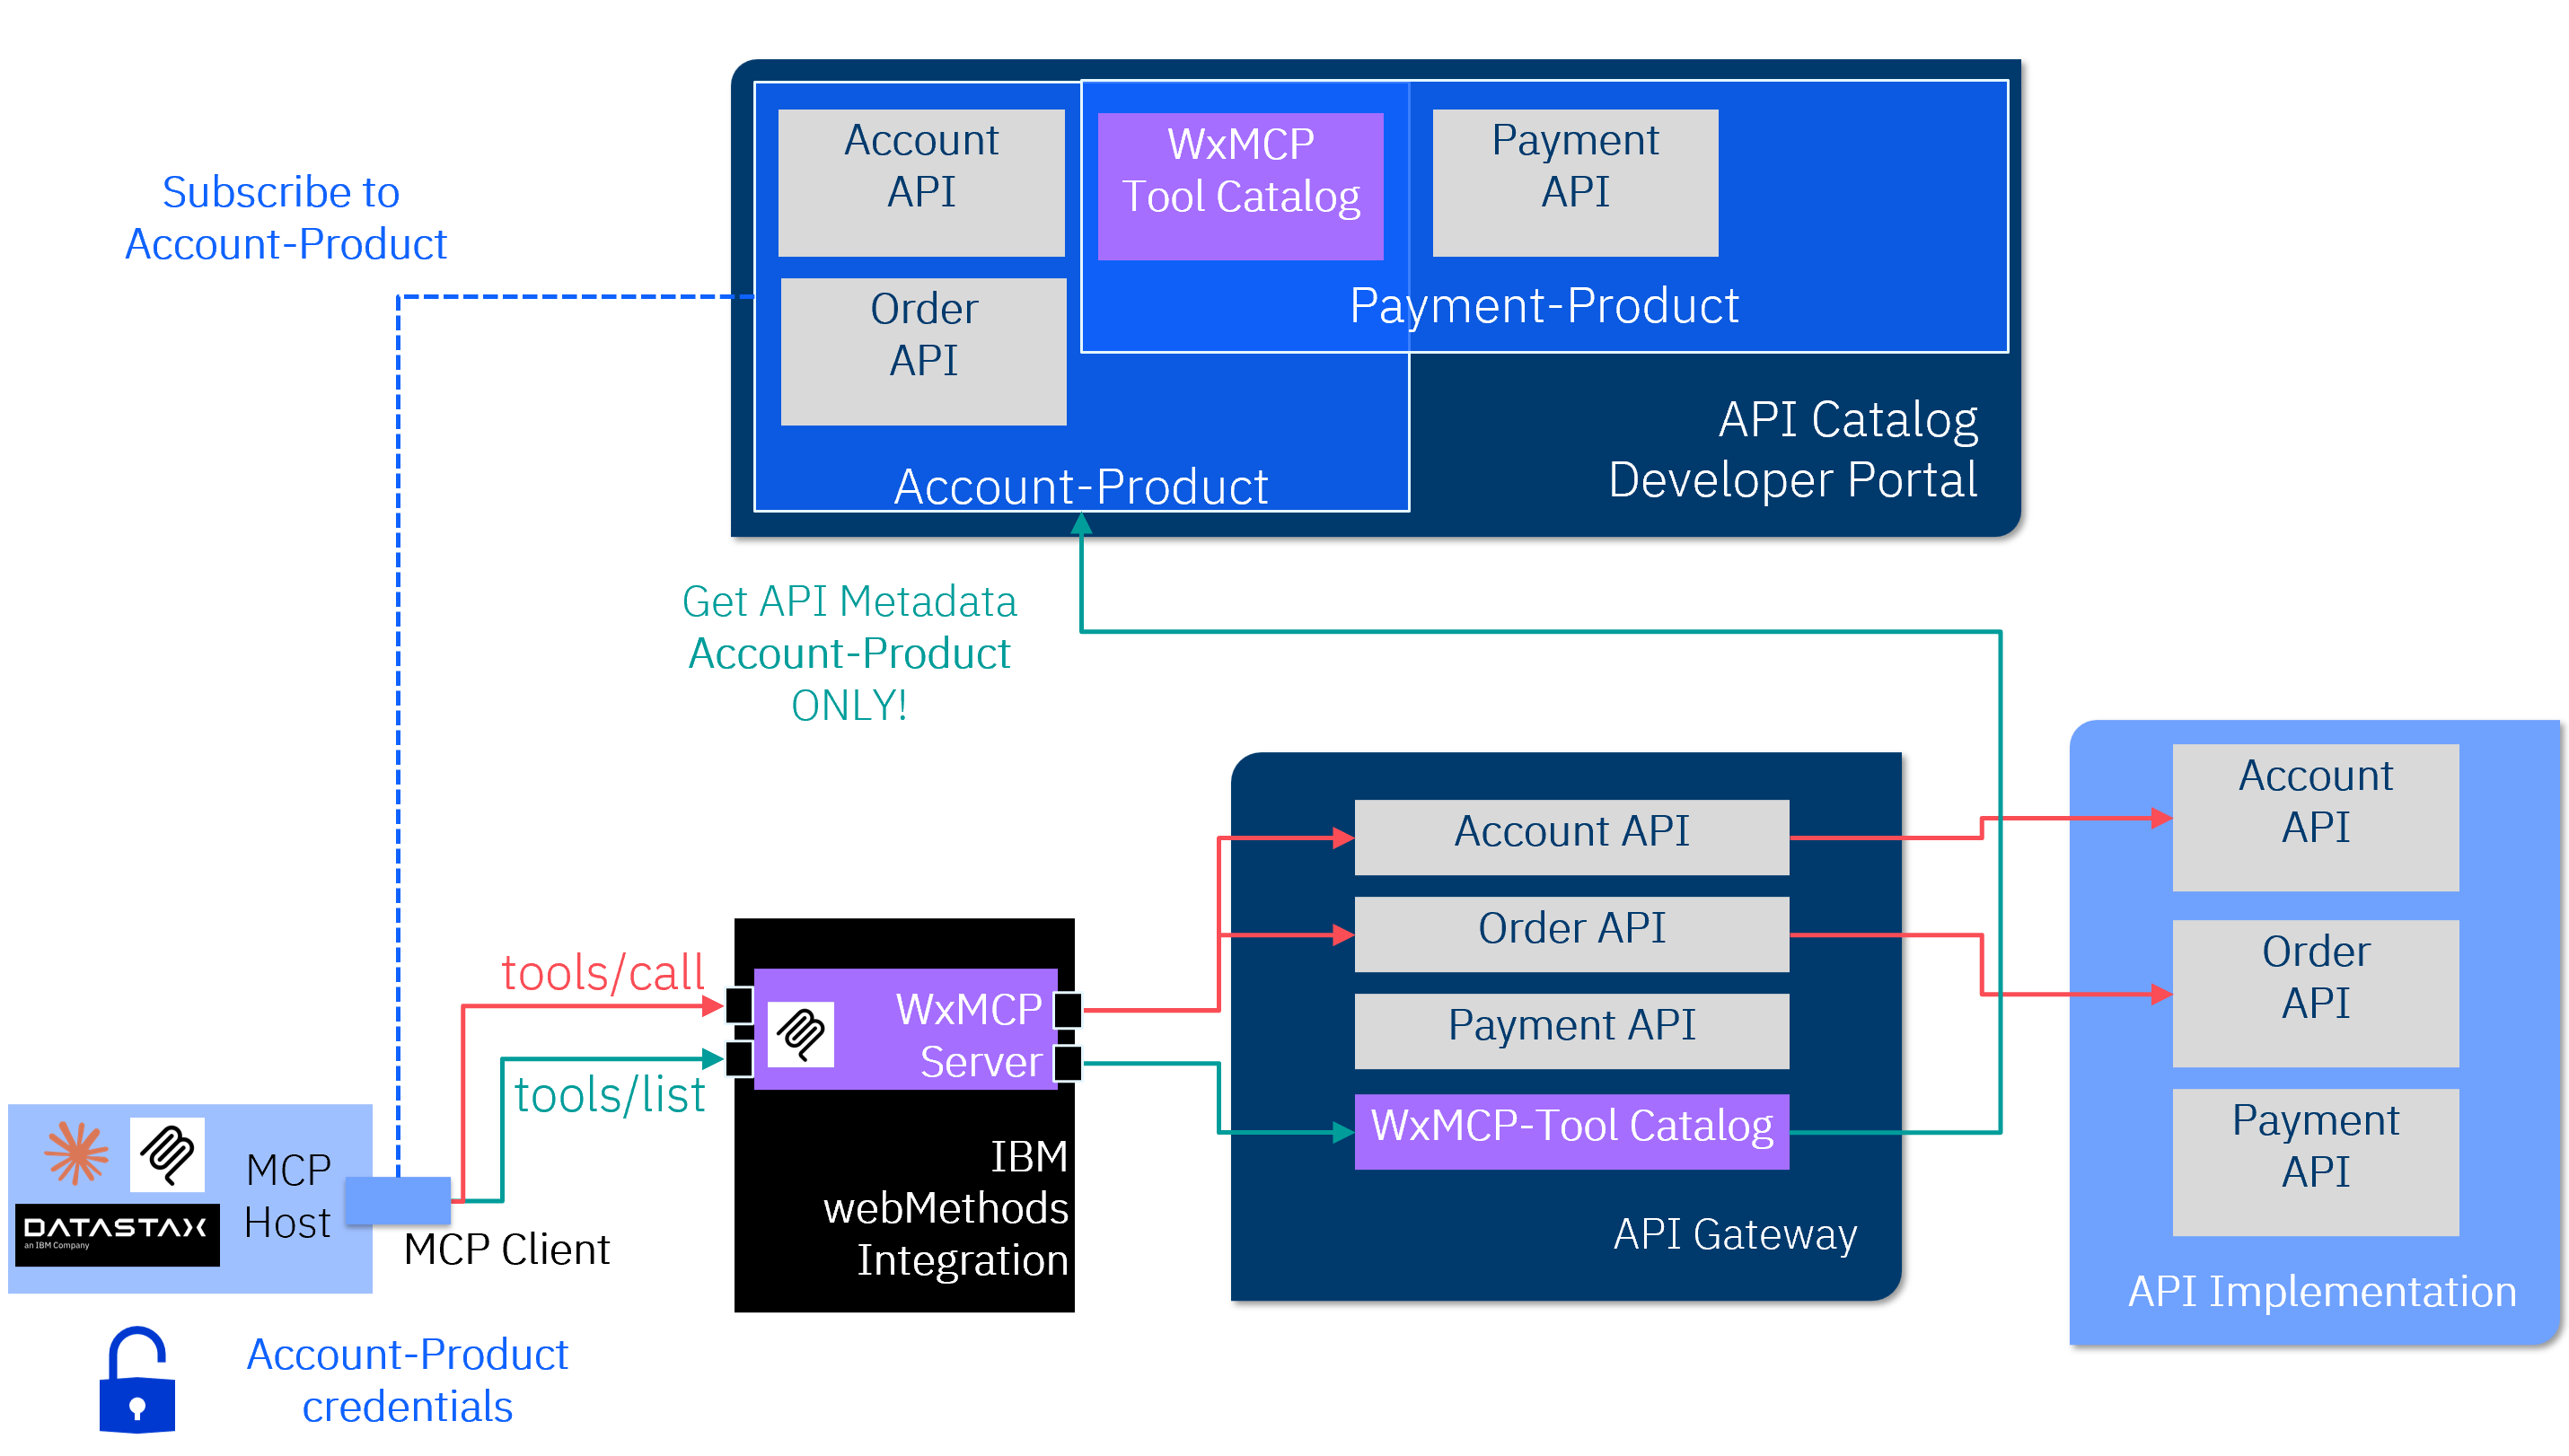 Account
API
WxMCP
Tool Catalog
Payment
API
Subscribe to
Account-Product
Order
API
Payment-Product
Account-Product
API Catalog
Developer Portal
Get API Metadata
Account-Product
ONLY!
Account API
Order API
Payment API
WxMCP-Tool Catalog
API Gateway
Account
API
Order
API
Payment
API
API Implementation
tools/call
tools/list
WxMCP
Server
IBM
webMethods
Integration
MCP
Host
DATASTAX
an IBM Company
MCP Client
Account-Product
credentials